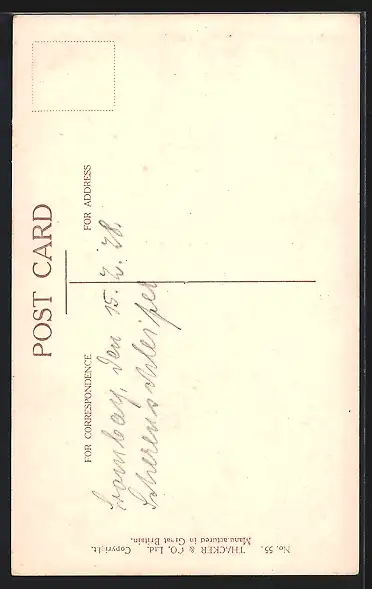 POST CARD
FOR CORRESPONDENCE
FOR ADDRESS
Bombay, den 15. 2. 28.
Scherenschleifer
No. 55. THACKER & CO., Ltd. Copyright.
Manufactured in Great Britain.